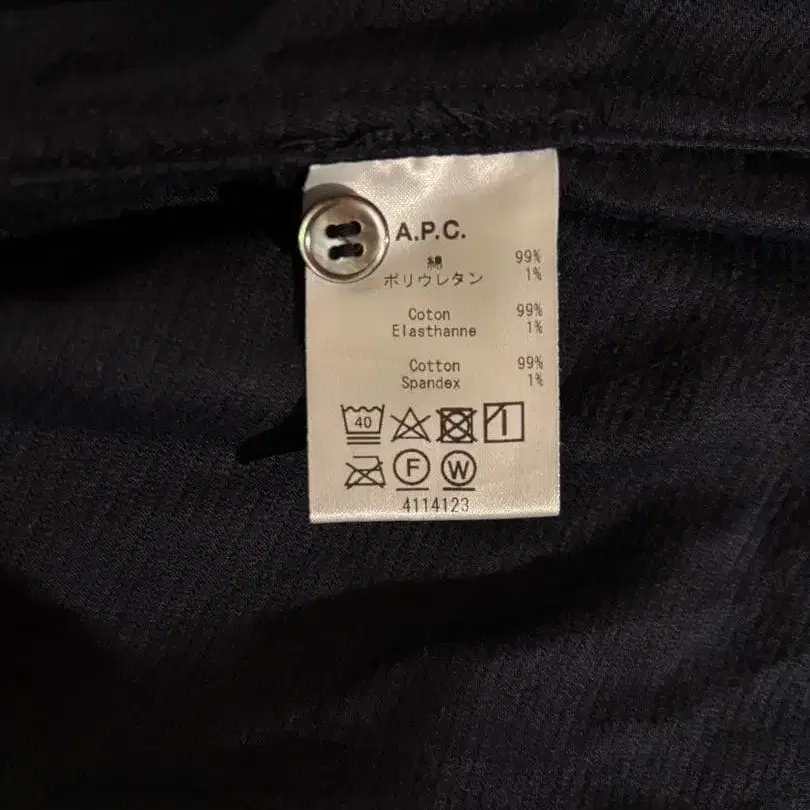 A.P.C.
綿 99%
ポリウレタン 1%
Coton 99%
Elasthanne 1%
Cotton 99%
Spandex 1%
40
F W
4114123